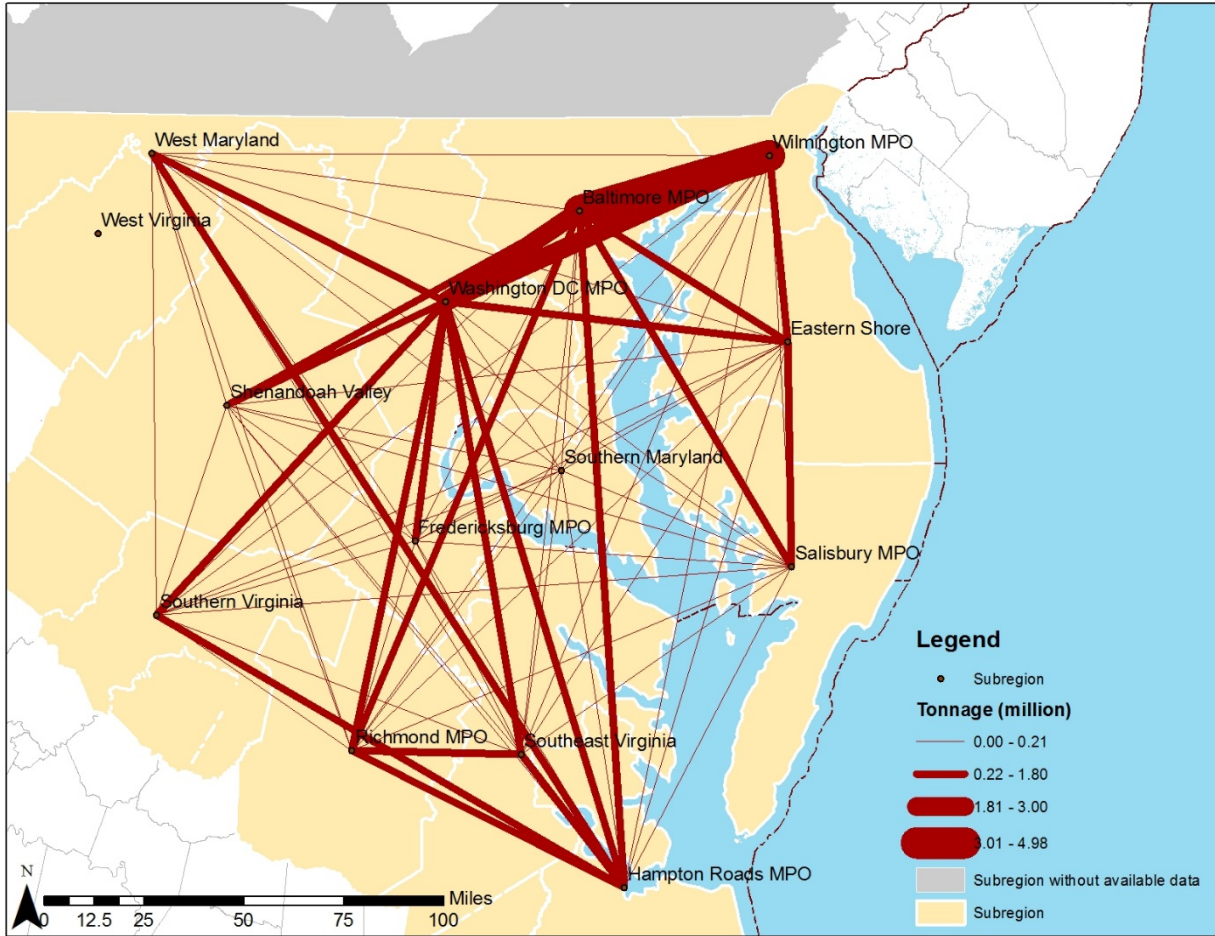 West Maryland
Wilmington MPO
Baltimore MPO
West Virginia
Washington DC MPO
Eastern Shore
Shenandoah Valley
Southern Maryland
Fredericksburg MPO
Salisbury MPO
Southern Virginia
Richmond MPO
Southeast Virginia
Hampton Roads MPO
Legend
Subregion
Tonnage (million)
0.00 - 0.21
0.22 - 1.80
1.81 - 3.00
3.01 - 4.98
Subregion without available data
Subregion
N
Miles
0 12.5 25 50 75 100